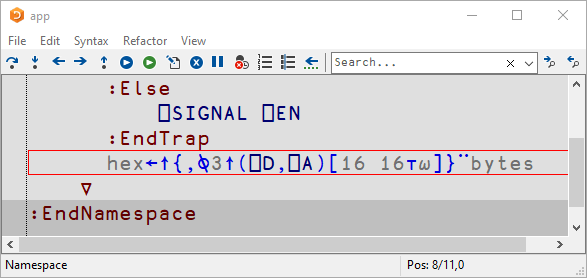 app
File Edit Syntax Refactor View
Search...
:Else
⎕SIGNAL ⎕EN
:EndTrap
hex←↑{,⍉3↑(⎕D,⎕A)[16 16⊤⍵]}¨bytes
∇
:EndNamespace
Namespace Pos: 8/11,0